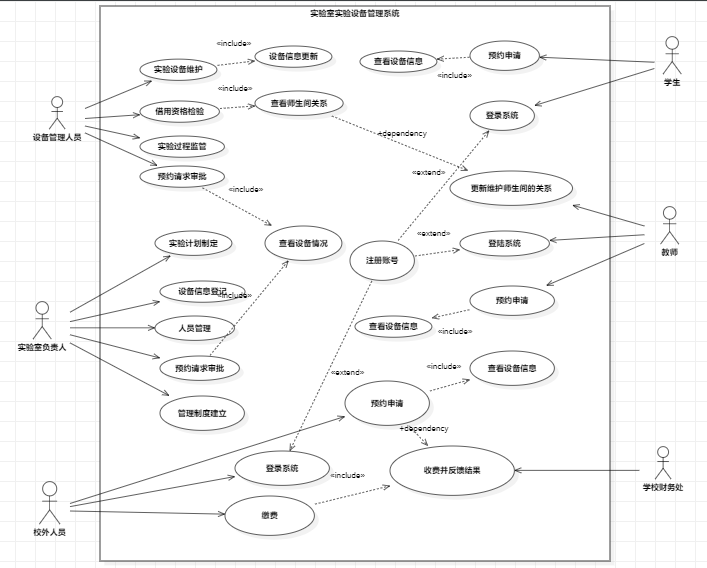 实验室实验设备管理系统
«include»
设备信息更新
预约申请
查看设备信息
实验设备维护
«include»
学生
«include»
查看师生间关系
借用资格检验
登录系统
设备管理人员
+dependency
实验过程监管
«extend»
预约请求审批
«include»
更新维护师生间的关系
«extend»
实验计划制定
查看设备情况
登陆系统
教师
注册账号
设备信息登记
«include»
预约申请
人员管理
查看设备信息
«include»
实验室负责人
预约请求审批
«include»
查看设备信息
«extend»
预约申请
管理制度建立
+dependency
登录系统
«include»
收费并反馈结果
学校财务处
缴费
校外人员